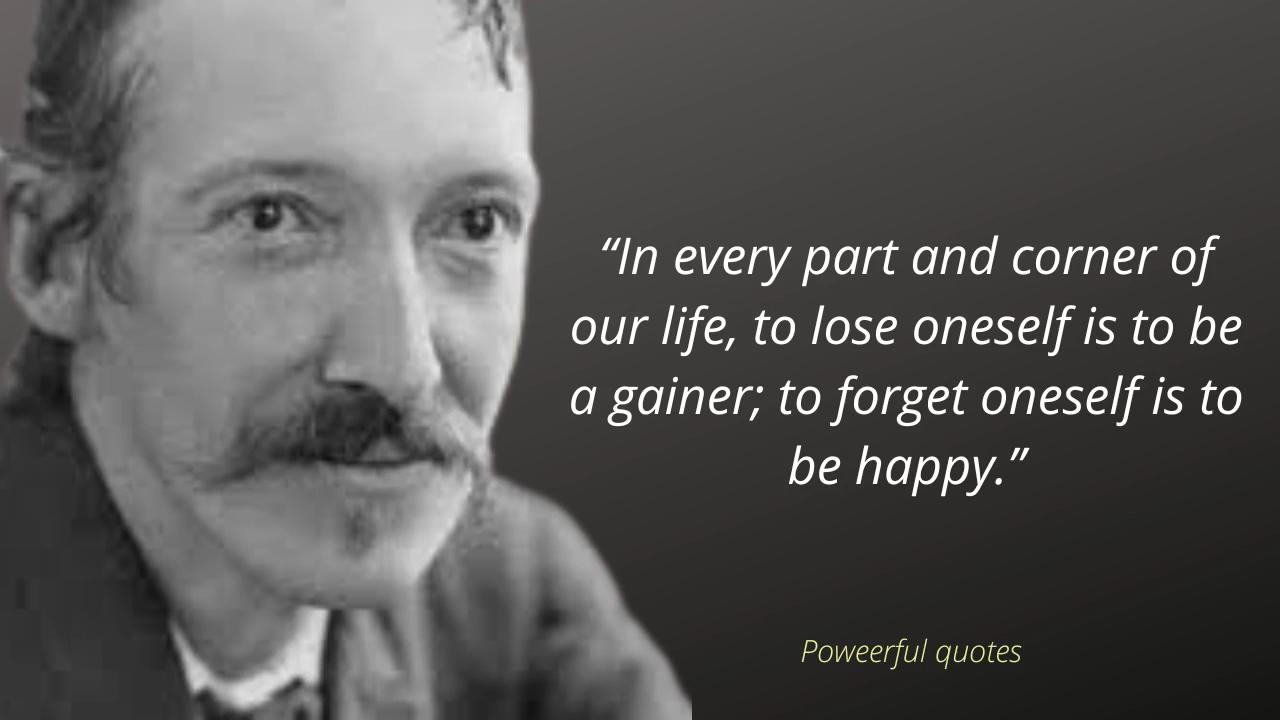 “In every part and corner of
our life, to lose oneself is to be
a gainer; to forget oneself is to
be happy.”
Poweerful quotes